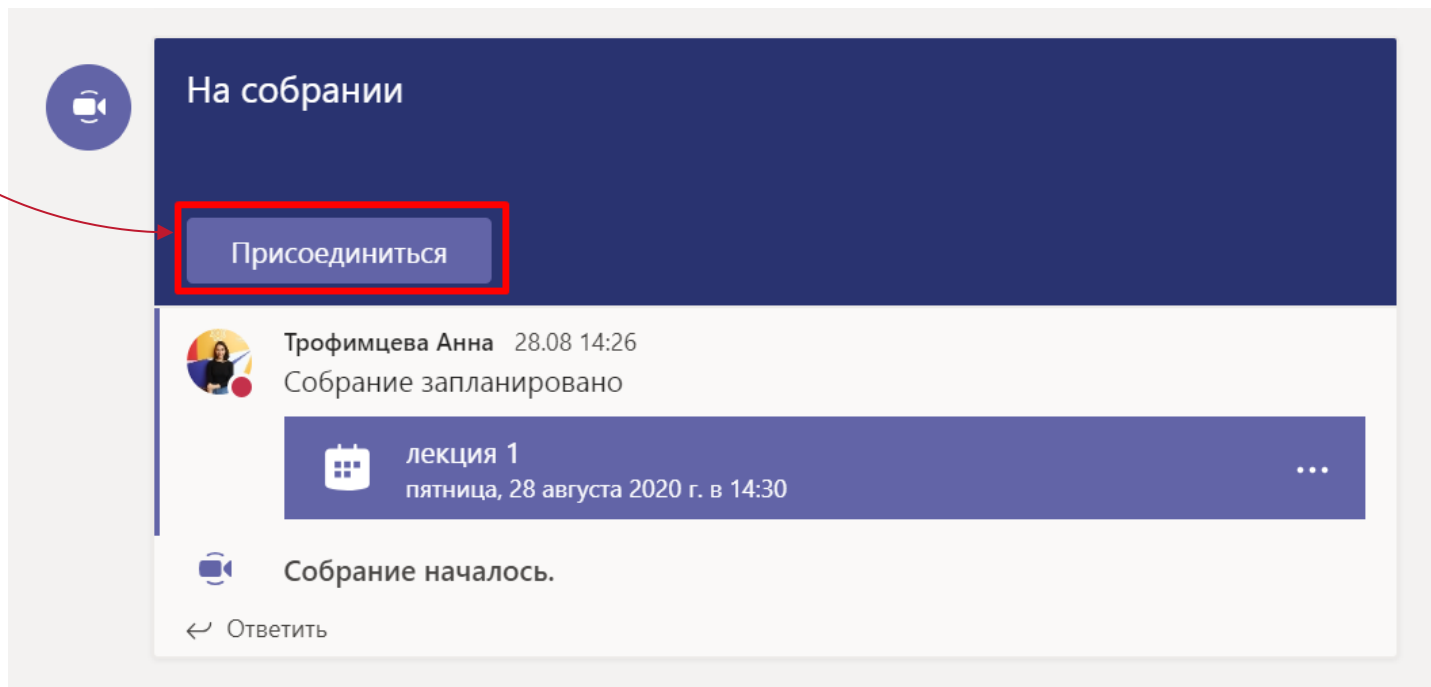 На собрании
Присоединиться
Трофимцева Анна 28.08 14:26
Собрание запланировано
лекция 1
пятница, 28 августа 2020 г. в 14:30
Собрание началось.
Ответить